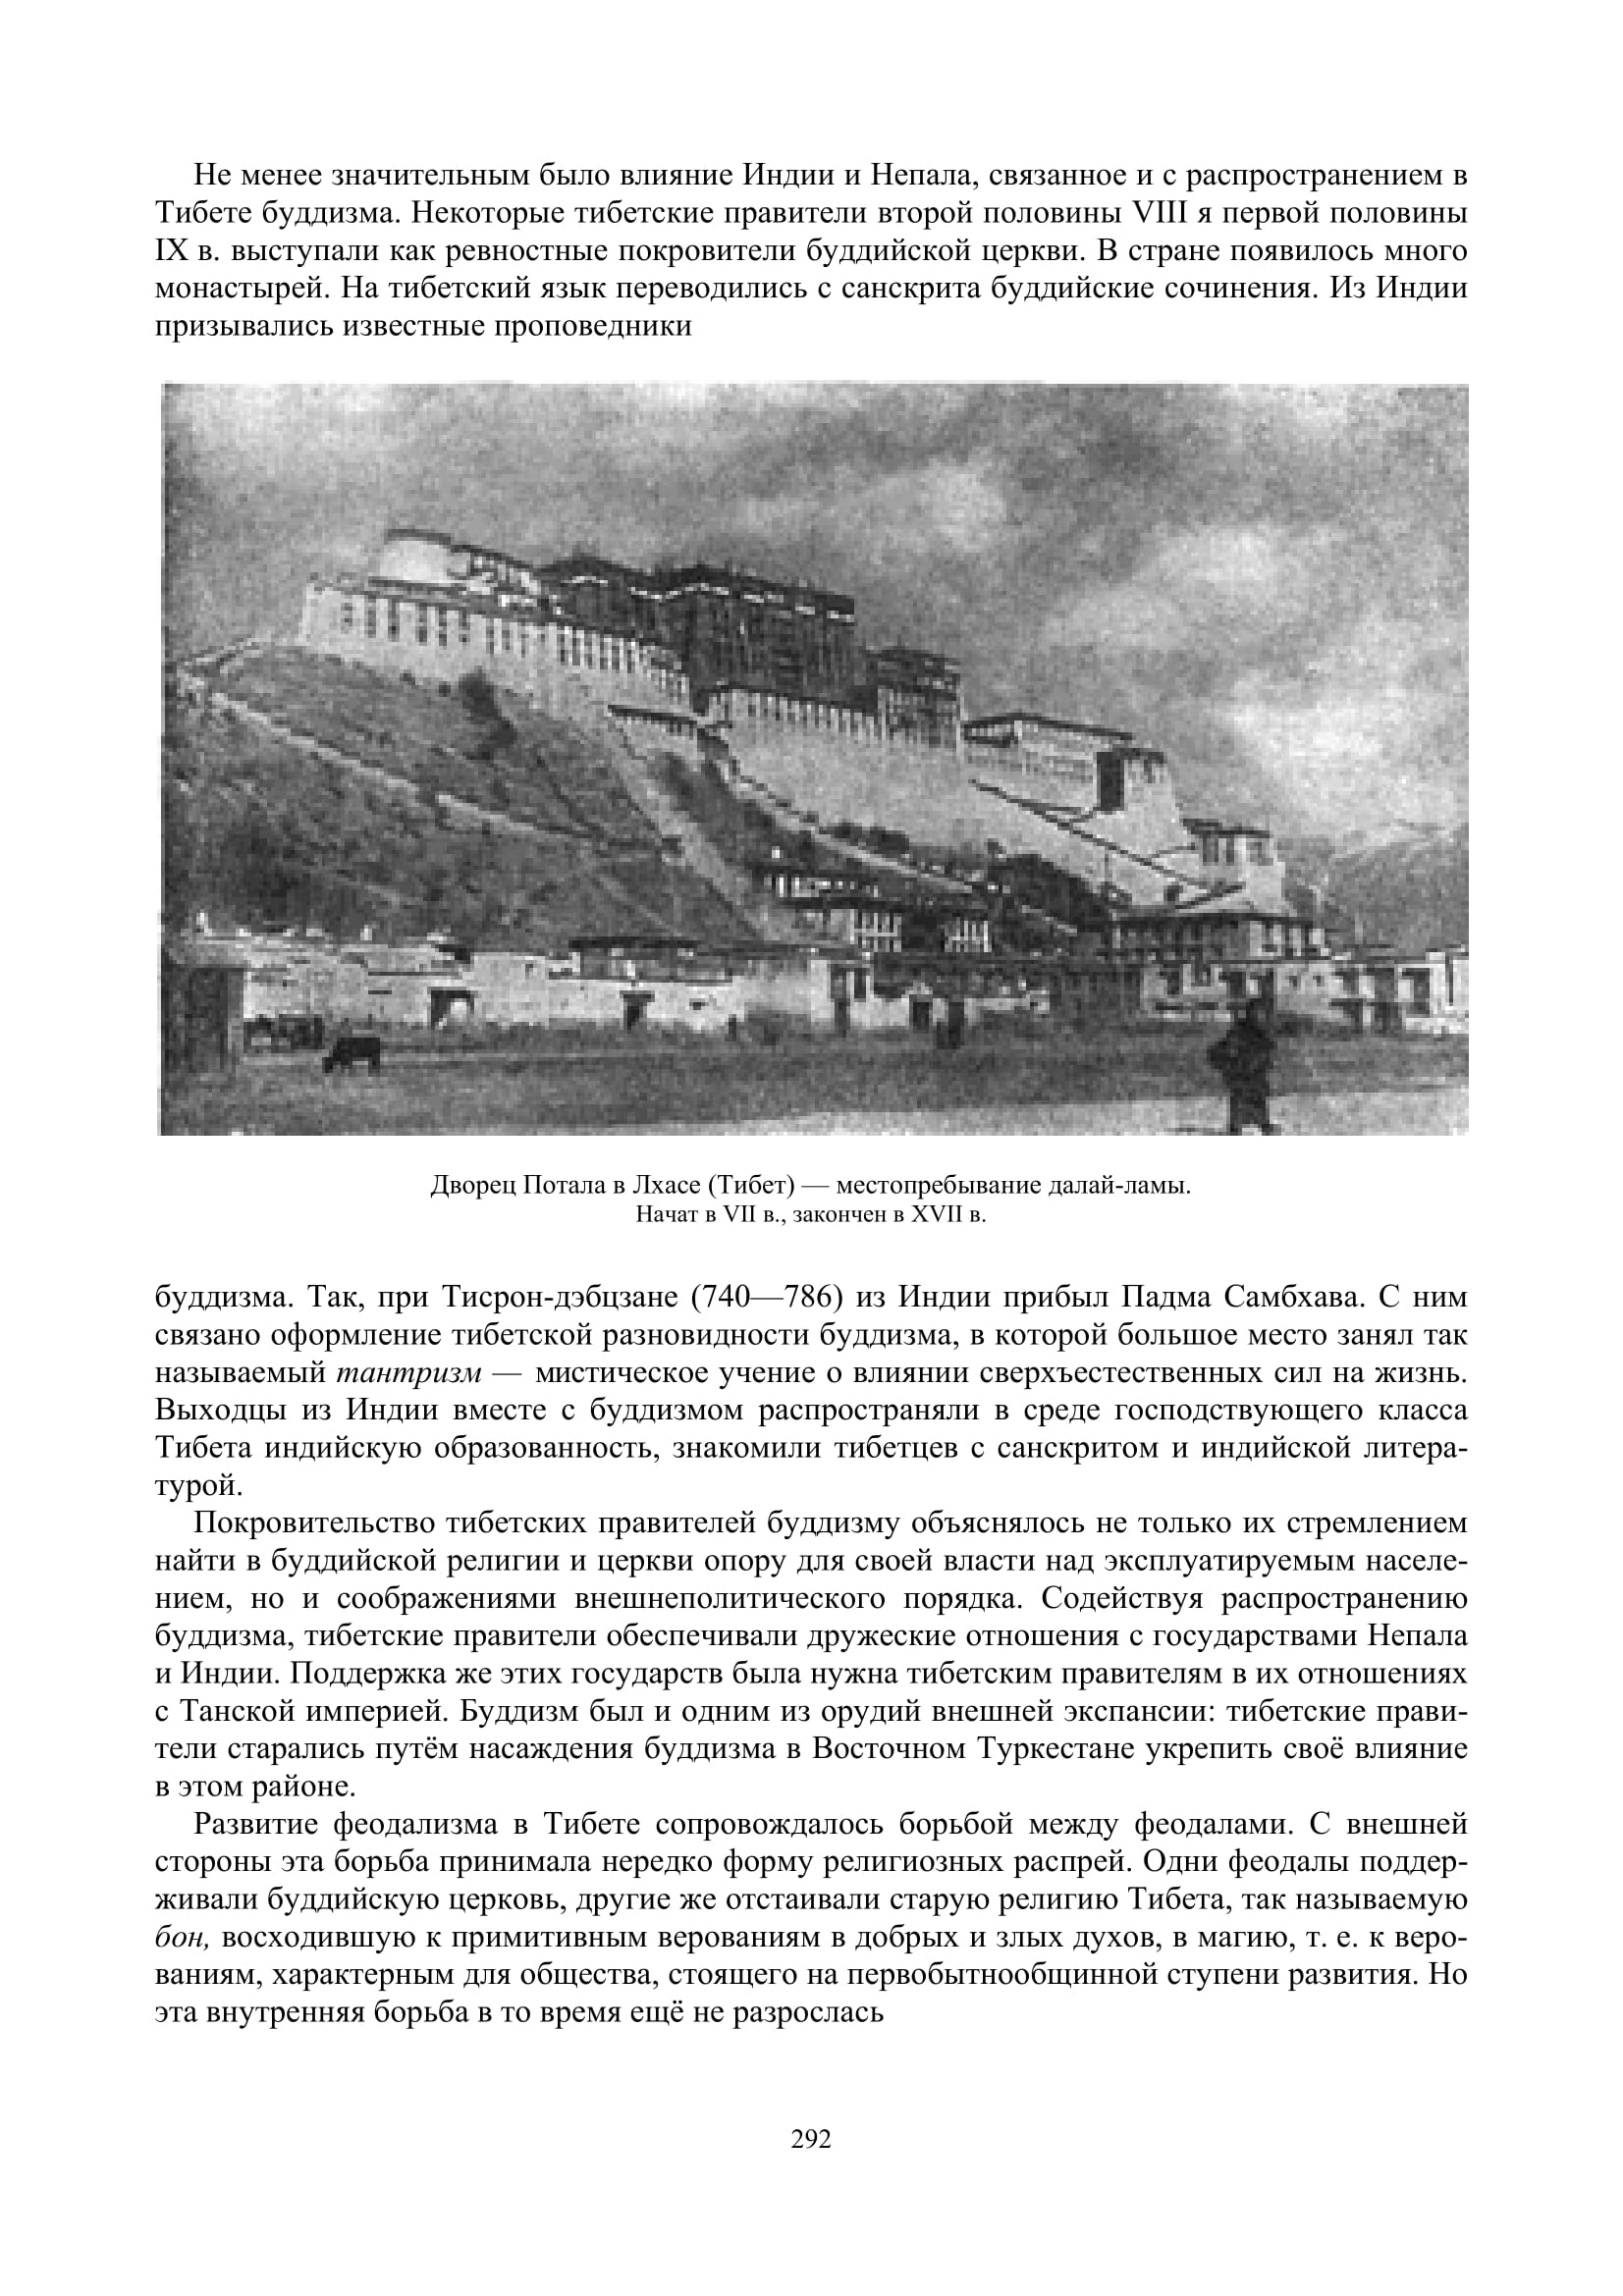 Не менее значительным было влияние Индии и Непала, связанное и с распространением в
Тибете буддизма. Некоторые тибетские правители второй половины VIII я первой половины
IX в. выступали как ревностные покровители буддийской церкви. В стране появилось много
монастырей. На тибетский язык переводились с санскрита буддийские сочинения. Из Индии
призывались известные проповедники
Дворец Потала в Лхасе (Тибет) — местопребывание далай-ламы.
Начат в VII в., закончен в XVII в.
буддизма. Так, при Тисрон-дэбцзане (740—786) из Индии прибыл Падма Самбхава. С ним
связано оформление тибетской разновидности буддизма, в которой большое место занял так
называемый тантризм — мистическое учение о влиянии сверхъестественных сил на жизнь.
Выходцы из Индии вместе с буддизмом распространяли в среде господствующего класса
Тибета индийскую образованность, знакомили тибетцев с санскритом и индийской литера-
турой.
Покровительство тибетских правителей буддизму объяснялось не только их стремлением
найти в буддийской религии и церкви опору для своей власти над эксплуатируемым населе-
нием, но и соображениями внешнеполитического порядка. Содействуя распространению
буддизма, тибетские правители обеспечивали дружеские отношения с государствами Непала
и Индии. Поддержка же этих государств была нужна тибетским правителям в их отношениях
с Танской империей. Буддизм был и одним из орудий внешней экспансии: тибетские прави-
тели старались путём насаждения буддизма в Восточном Туркестане укрепить своё влияние
в этом районе.
Развитие феодализма в Тибете сопровождалось борьбой между феодалами. С внешней
стороны эта борьба принимала нередко форму религиозных распрей. Одни феодалы поддер-
живали буддийскую церковь, другие же отстаивали старую религию Тибета, так называемую
бон, восходившую к примитивным верованиям в добрых и злых духов, в магию, т. е. к веро-
ваниям, характерным для общества, стоящего на первобытнообщинной ступени развития. Но
эта внутренняя борьба в то время ещё не разрослась
292